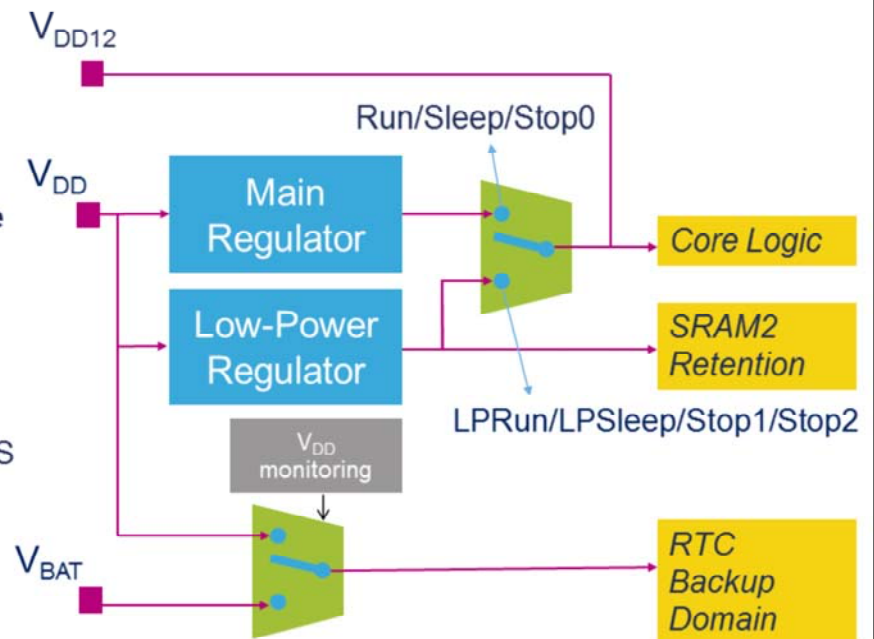 VDD12
Run/Sleep/Stop0
VDD
e
Main
Regulator
Core Logic
Low-Power
Regulator
SRAM2
Retention
LPRun/LPSleep/Stop1/Stop2
S
VDD
monitoring
VBAT
RTC
Backup
Domain